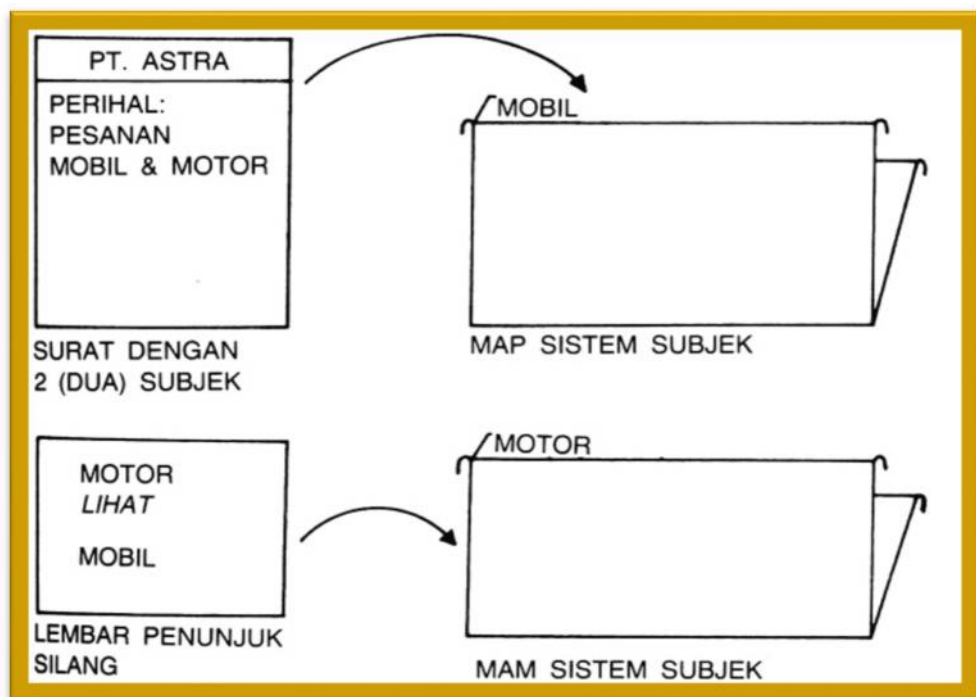 PT. ASTRA
PERIHAL:
PESANAN
MOBIL & MOTOR
SURAT DENGAN
2 (DUA) SUBJEK
MOBIL
MAP SISTEM SUBJEK
MOTOR
LIHAT
MOBIL
LEMBAR PENUNJUK
SILANG
MOTOR
MAM SISTEM SUBJEK